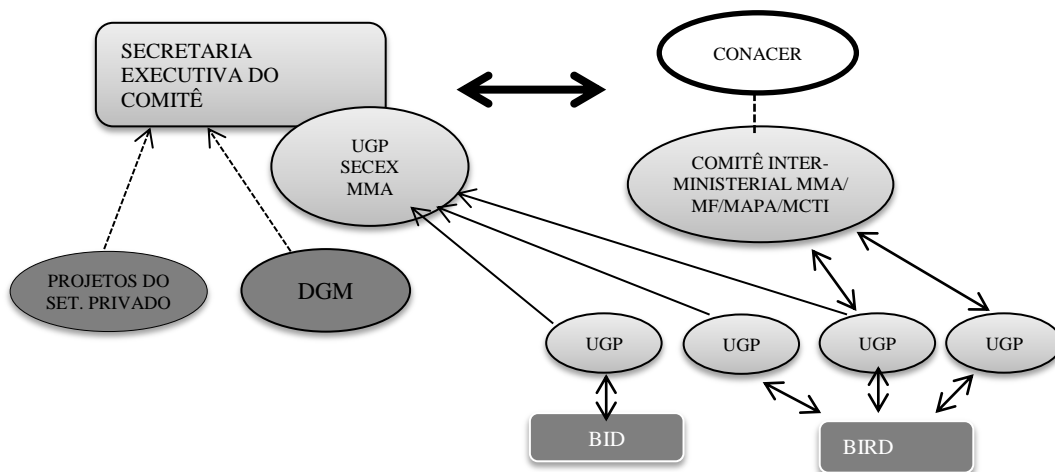 SECRETARIA
EXECUTIVA DO
COMITÊ
CONACER
UGP
SECEX
MMA
COMITÊ INTER-
MINISTERIAL MMA/
MF/MAPA/MCTI
PROJETOS DO
SET. PRIVADO
DGM
UGP
UGP
UGP
UGP
BID
BIRD